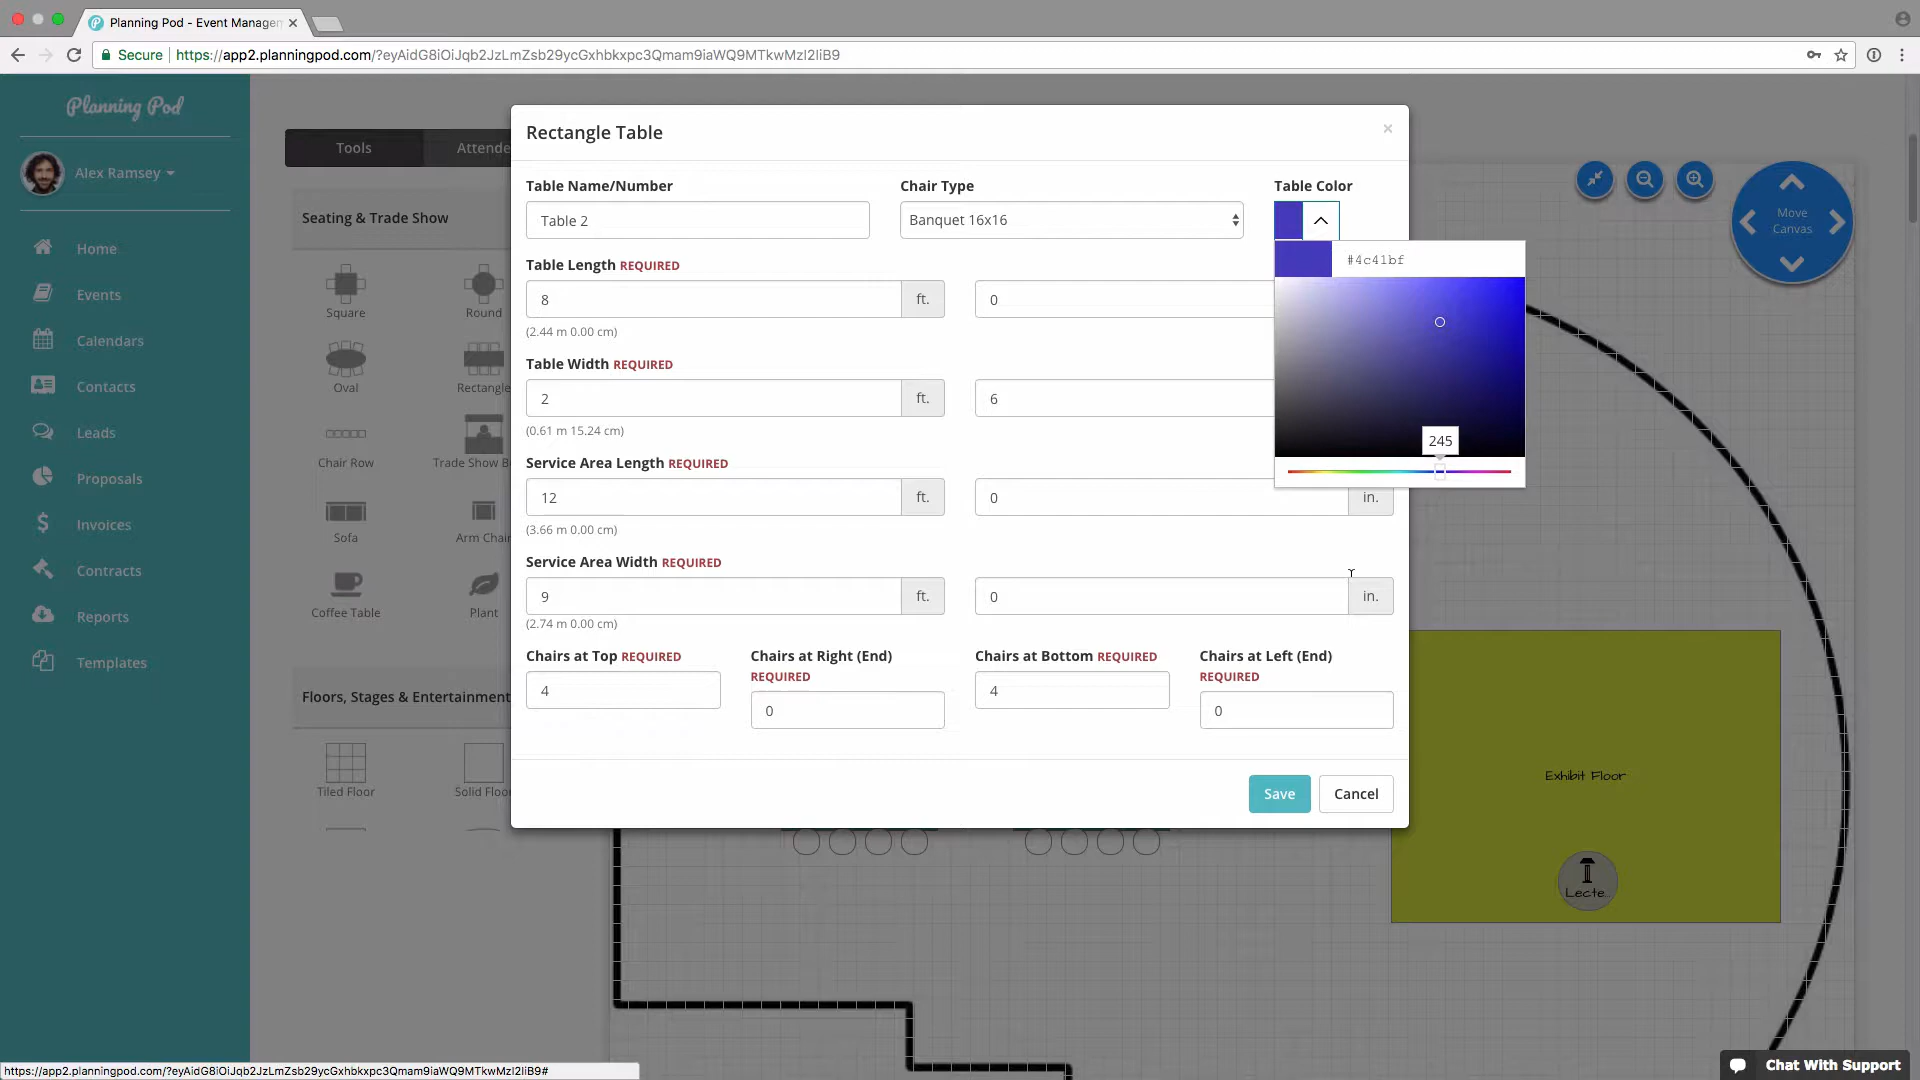 Planning Pod - Event Manager
Secure
https://app2.planningpod.com/?eyAidG8iOiJqb2JzLmZsb29ycGxhbkxpc3Qmam9iaWQ9MTkwMzI2IiB9
Planning Pod
Alex Ramsey
Home
Events
Calendars
Contacts
Leads
Proposals
Invoices
Contracts
Reports
Templates
Tools
Attende
Seating & Trade Show
Square
Round
Oval
Rectangle
Chair Row
Trade Show B
Sofa
Arm Chair
Coffee Table
Plant
Floors, Stages & Entertainment
Tiled Floor
Solid Floo
Rectangle Table
×
Table Name/Number
Chair Type
Table Color
Table 2
Banquet 16x16
#4c41bf
245
Table Length REQUIRED
8
ft.
0
(2.44 m 0.00 cm)
Table Width REQUIRED
2
ft.
6
(0.61 m 15.24 cm)
Service Area Length REQUIRED
12
ft.
0
in.
(3.66 m 0.00 cm)
Service Area Width REQUIRED
9
ft.
0
in.
(2.74 m 0.00 cm)
Chairs at Top REQUIRED
4
Chairs at Right (End)
REQUIRED
0
Chairs at Bottom REQUIRED
4
Chairs at Left (End)
REQUIRED
0
Save
Cancel
Move
Canvas
Exhibit Floor
Lecte..
Chat With Support
https://app2.planningpod.com/?eyAidG8iOiJqb2JzLmZsb29ycGxhbkxpc3Qmam9iaWQ9MTkwMzI2IiB9#